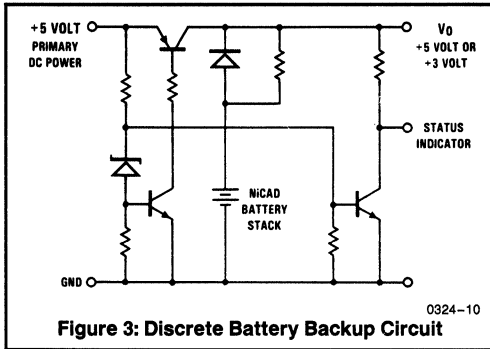 +5 VOLT
PRIMARY
DC POWER
V0
+5 VOLT OR
+3 VOLT
STATUS
INDICATOR
NiCAD
BATTERY
STACK
GND
0324–10
Figure 3: Discrete Battery Backup Circuit